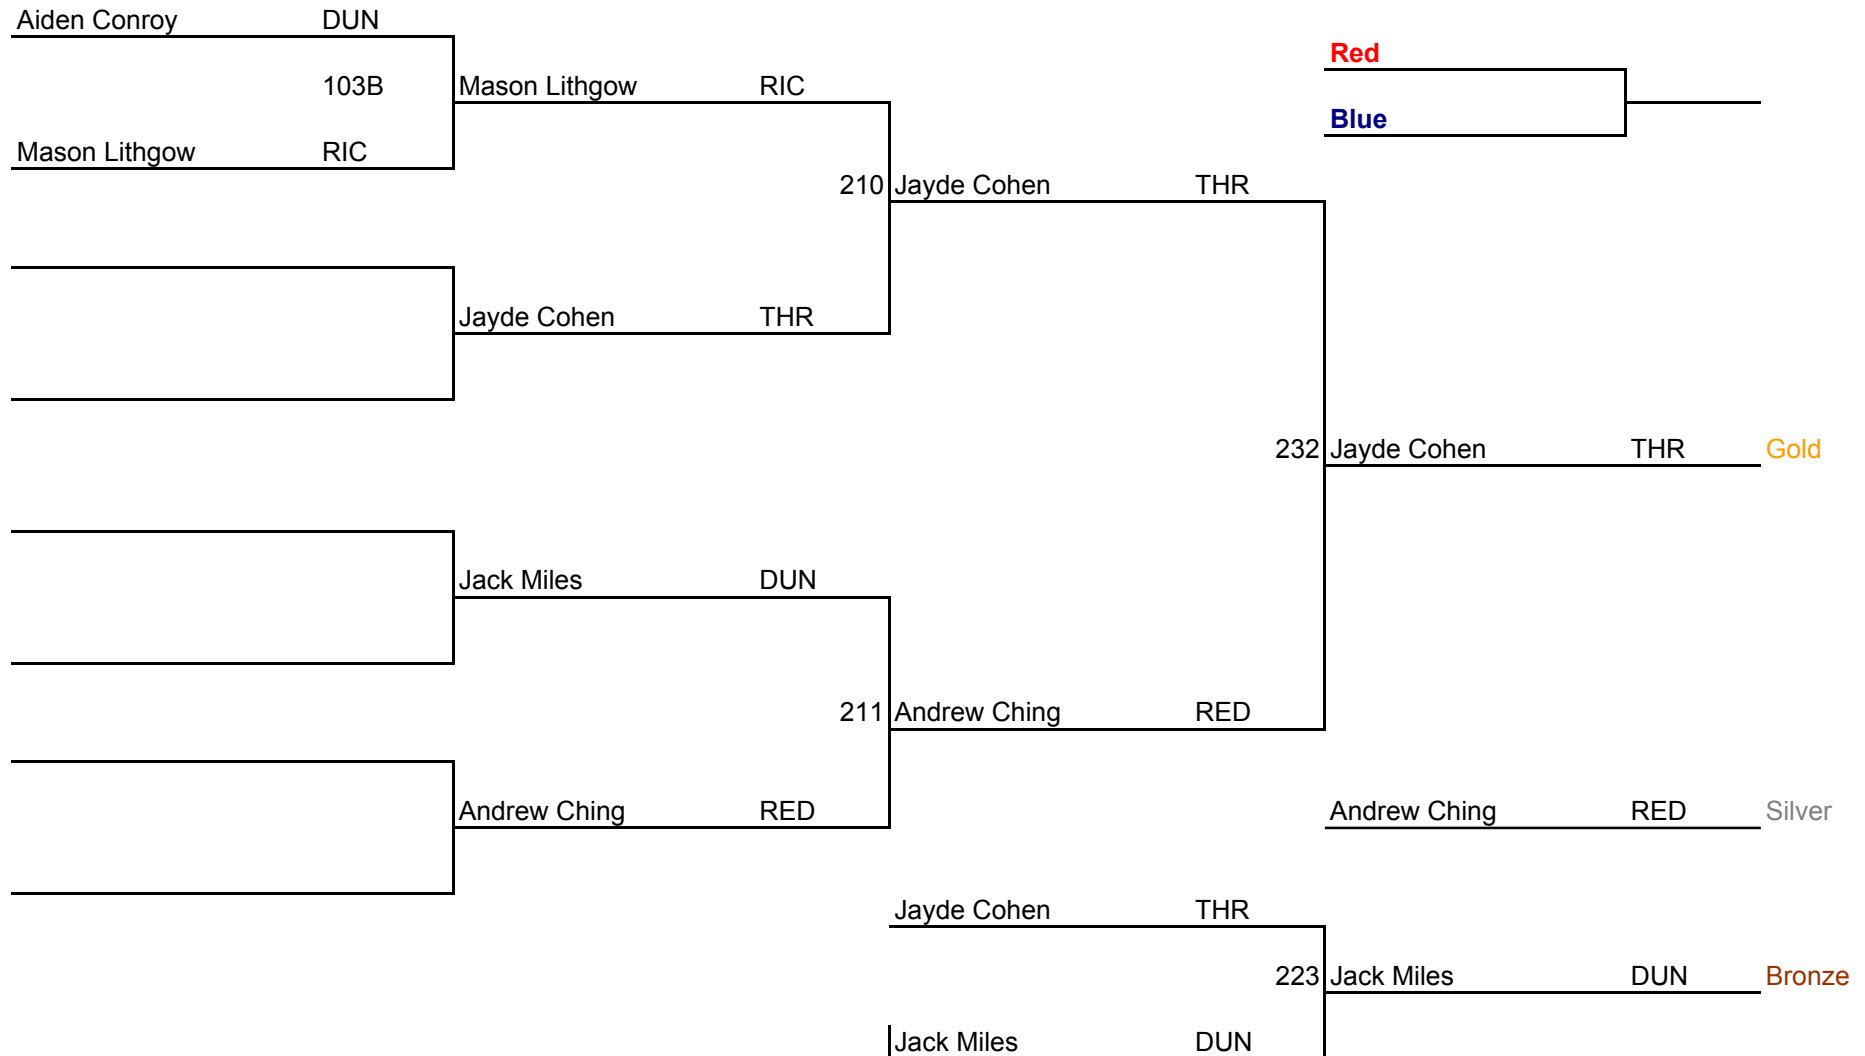 Aiden Conroy DUN
Red
103B Mason Lithgow RIC
Blue
Mason Lithgow RIC
210 Jayde Cohen THR
Jayde Cohen THR
232 Jayde Cohen THR Gold
Jack Miles DUN
211 Andrew Ching RED
Andrew Ching RED Andrew Ching RED Silver
Jayde Cohen THR
223 Jack Miles DUN Bronze
Jack Miles DUN